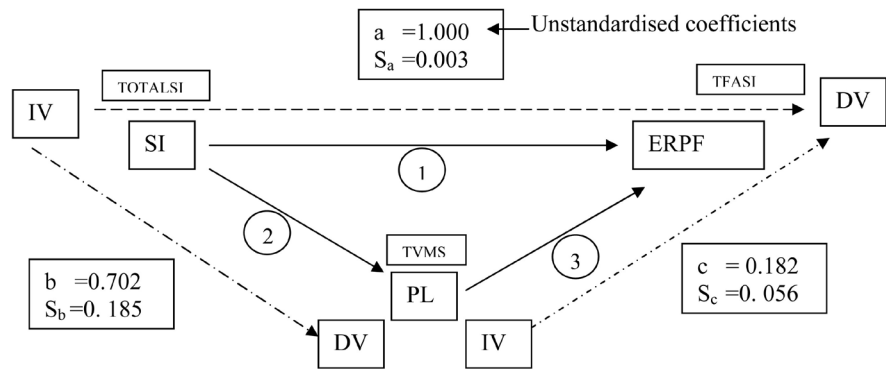 a =1.000
Sa =0.003
Unstandardised coefficients
TOTALSI
TFASI
IV
DV
SI
ERPF
1
2
3
TVMS
PL
b =0.702
Sb =0. 185
c = 0.182
Sc =0. 056
DV
IV